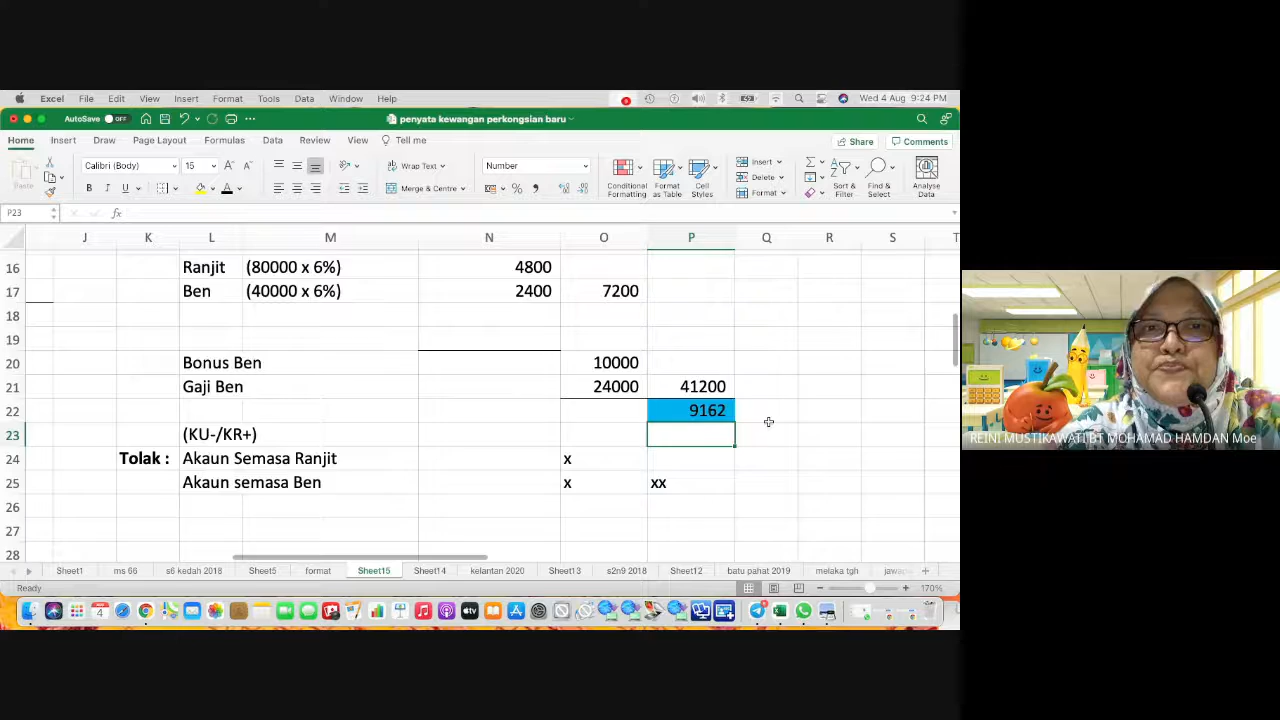 Excel File Edit View Insert Format Tools Data Window Help Wed 4 Aug 9:24 PM
AutoSave OFF penyata kewangan perkongsian baru
Home Insert Draw Page Layout Formulas Data Review View Tell me Share Comments
Paste Calibri (Body) 15 A A Wrap Text Number Insert
Delete
B I U A Merge & Centre % Conditional Formatting Format as Table Cell Styles Format Sort & Filter Find & Select Analyse Data
P23 fx
J K L M N O P Q R S T
16 Ranjit (80000 x 6%) 4800
17 Ben (40000 x 6%) 2400 7200
18
19
20 Bonus Ben 10000
21 Gaji Ben 24000 41200
22 9162
23 (KU-/KR+)
24 Tolak : Akaun Semasa Ranjit x
25 Akaun semasa Ben x xx
26
27
28
Sheet1 ms 66 s6 kedah 2018 Sheet5 format Sheet15 Sheet14 kelantan 2020 Sheet13 s2n9 2018 Sheet12 batu pahat 2019 melaka tgh
Ready 170%
REINI MUSTIKAWATI BT MOHAMAD HAMDAN Moe